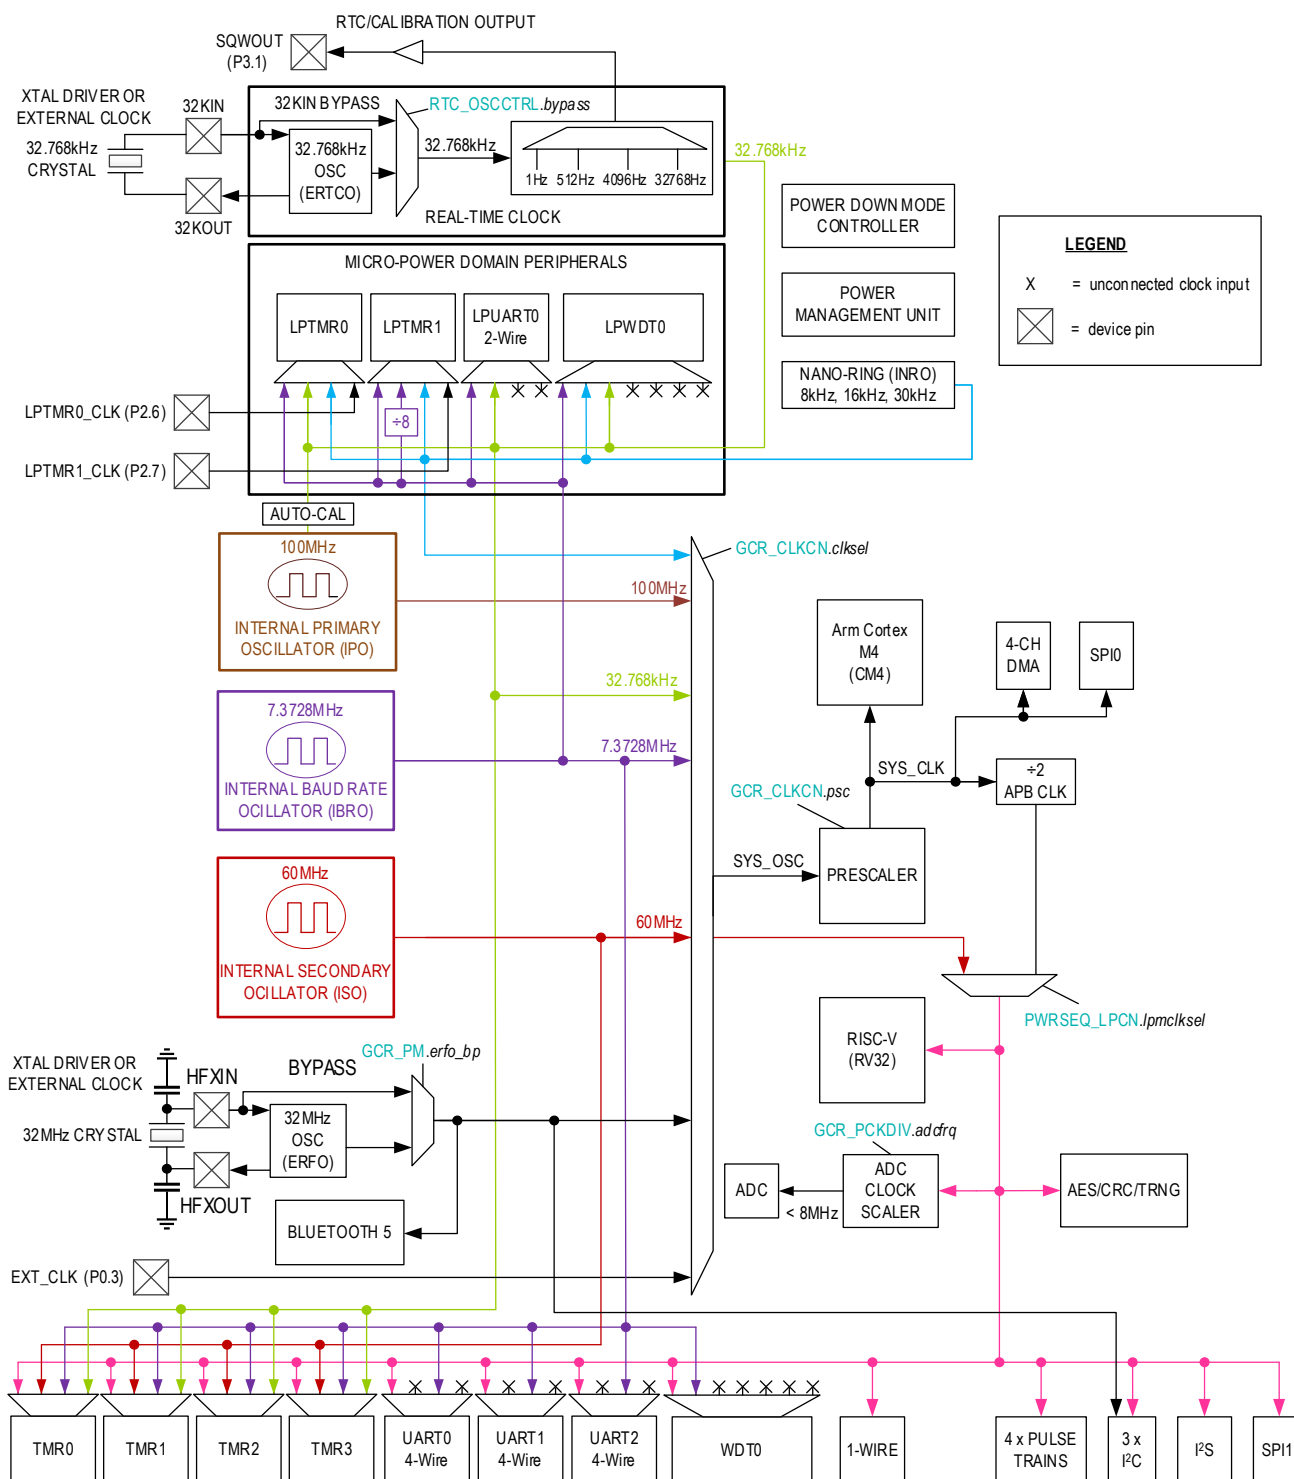 RTC/CALIBRATION OUTPUT
SQWOUT
(P3.1)
XTAL DRIVER OR
EXTERNAL CLOCK
32KIN
32KIN BYPASS
RTC_OSCCTRL.bypass
32.768kHz
CRYSTAL
32.768kHz
OSC
(ERTCO)
32.768kHz
1Hz 512Hz 4096Hz 32768Hz
32.768kHz
32KOUT
REAL-TIME CLOCK
POWER DOWN MODE
CONTROLLER
LEGEND
X = unconnected clock input
= device pin
MICRO-POWER DOMAIN PERIPHERALS
LPTMR0
LPTMR1
LPUART0
2-Wire
LPWDT0
POWER
MANAGEMENT UNIT
NANO-RING (INRO)
8kHz, 16kHz, 30kHz
LPTMR0_CLK (P2.6)
÷8
LPTMR1_CLK (P2.7)
AUTO-CAL
100MHz
INTERNAL PRIMARY
OSCILLATOR (IPO)
GCR_CLKCN.clksel
100MHz
Arm Cortex
M4
(CM4)
4-CH
DMA
SPI0
32.768kHz
7.3728MHz
INTERNAL BAUD RATE
OCILLATOR (IBRO)
7.3728MHz
SYS_CLK
÷2
APB CLK
GCR_CLKCN.psc
SYS_OSC
PRESCALER
60MHz
INTERNAL SECONDARY
OCILLATOR (ISO)
60MHz
PWRSEQ_LPCN.lpmclksel
RISC-V
(RV32)
XTAL DRIVER OR
EXTERNAL CLOCK
HFXIN
BYPASS
GCR_PM.erfo_bp
32MHz CRYSTAL
32MHz
OSC
(ERFO)
HFXOUT
BLUETOOTH 5
GCR_PCKDIV.adcfrq
ADC
< 8MHz
ADC
CLOCK
SCALER
AES/CRC/TRNG
EXT_CLK (P0.3)
TMR0
TMR1
TMR2
TMR3
UART0
4-Wire
UART1
4-Wire
UART2
4-Wire
WDT0
1-WIRE
4 x PULSE
TRAINS
3 x
I²C
I²S
SPI1